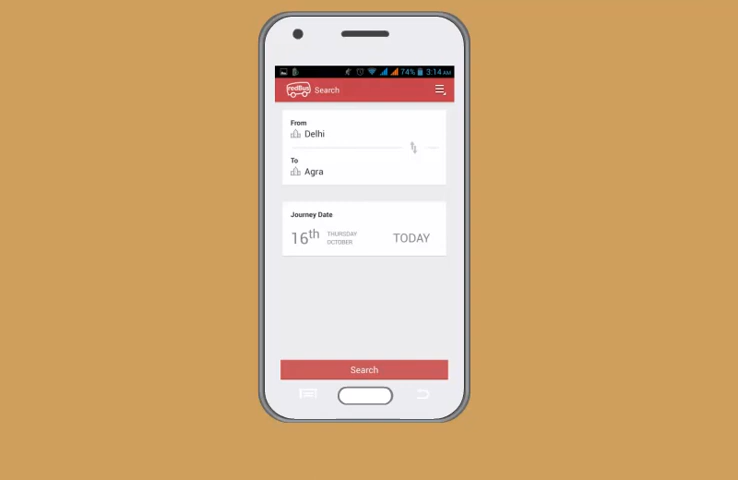 74% 3:14 AM
redBus Search
From
Delhi
To
Agra
Journey Date
16th THURSDAY OCTOBER TODAY
Search